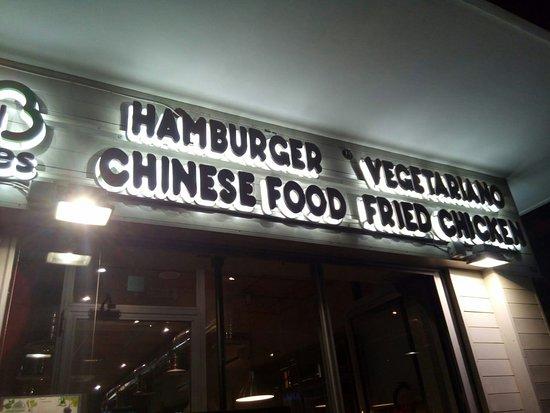 HAMBURGER
CHINESE FOOD
VEGETARIANO
FRIED CHICKEN